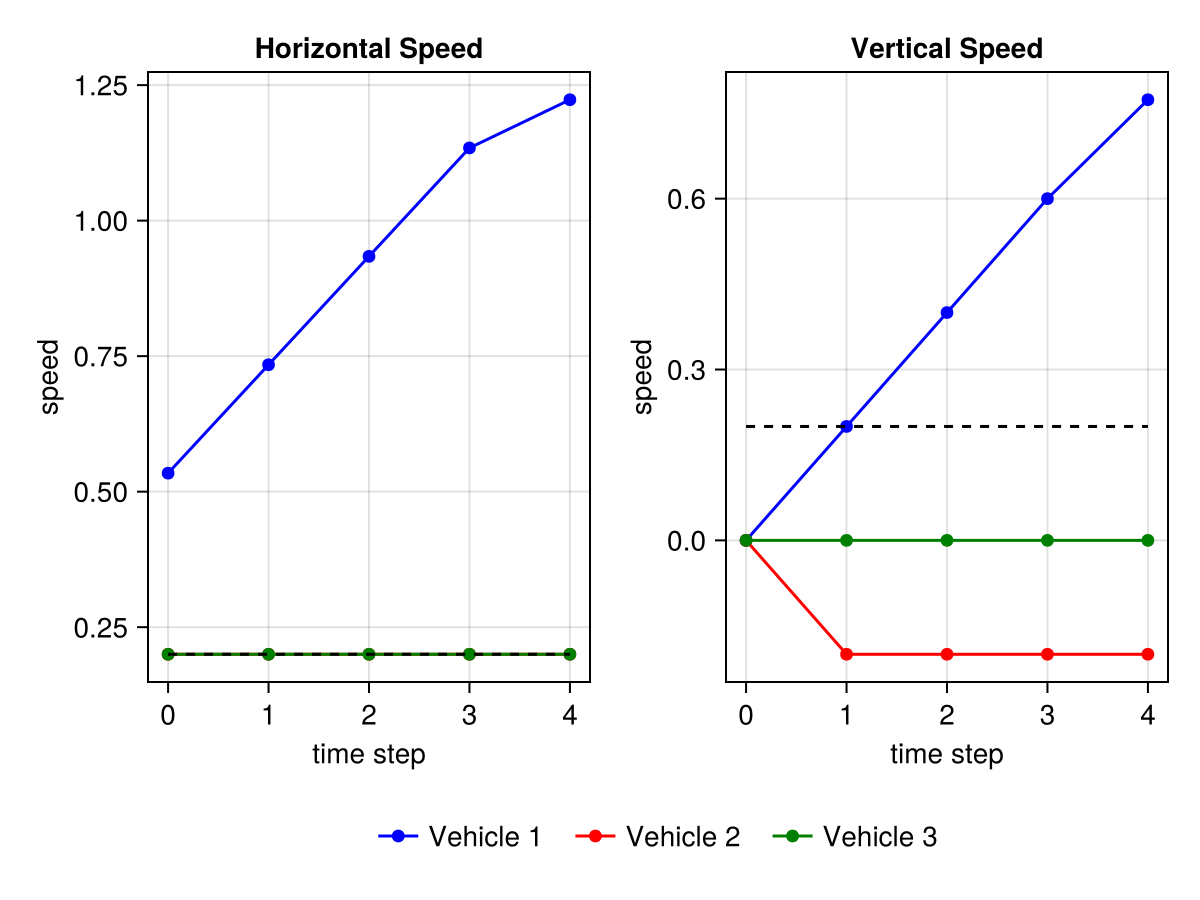 Horizontal Speed
1.25
1.00
0.75
0.50
0.25
speed
0 1 2 3 4
time step
Vertical Speed
0.6
0.3
0.0
speed
0 1 2 3 4
time step
Vehicle 1 Vehicle 2 Vehicle 3